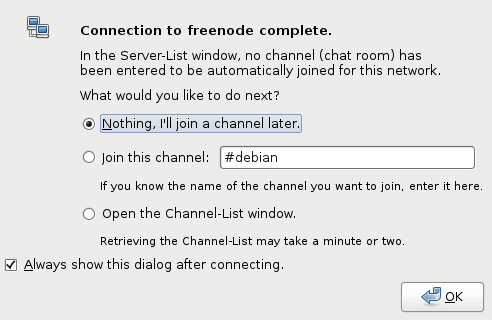 Connection to freenode complete.
In the Server-List window, no channel (chat room) has
been entered to be automatically joined for this network.
What would you like to do next?
Nothing, I'll join a channel later.
Join this channel: #debian
If you know the name of the channel you want to join, enter it here.
Open the Channel-List window.
Retrieving the Channel-List may take a minute or two.
Always show this dialog after connecting.
OK